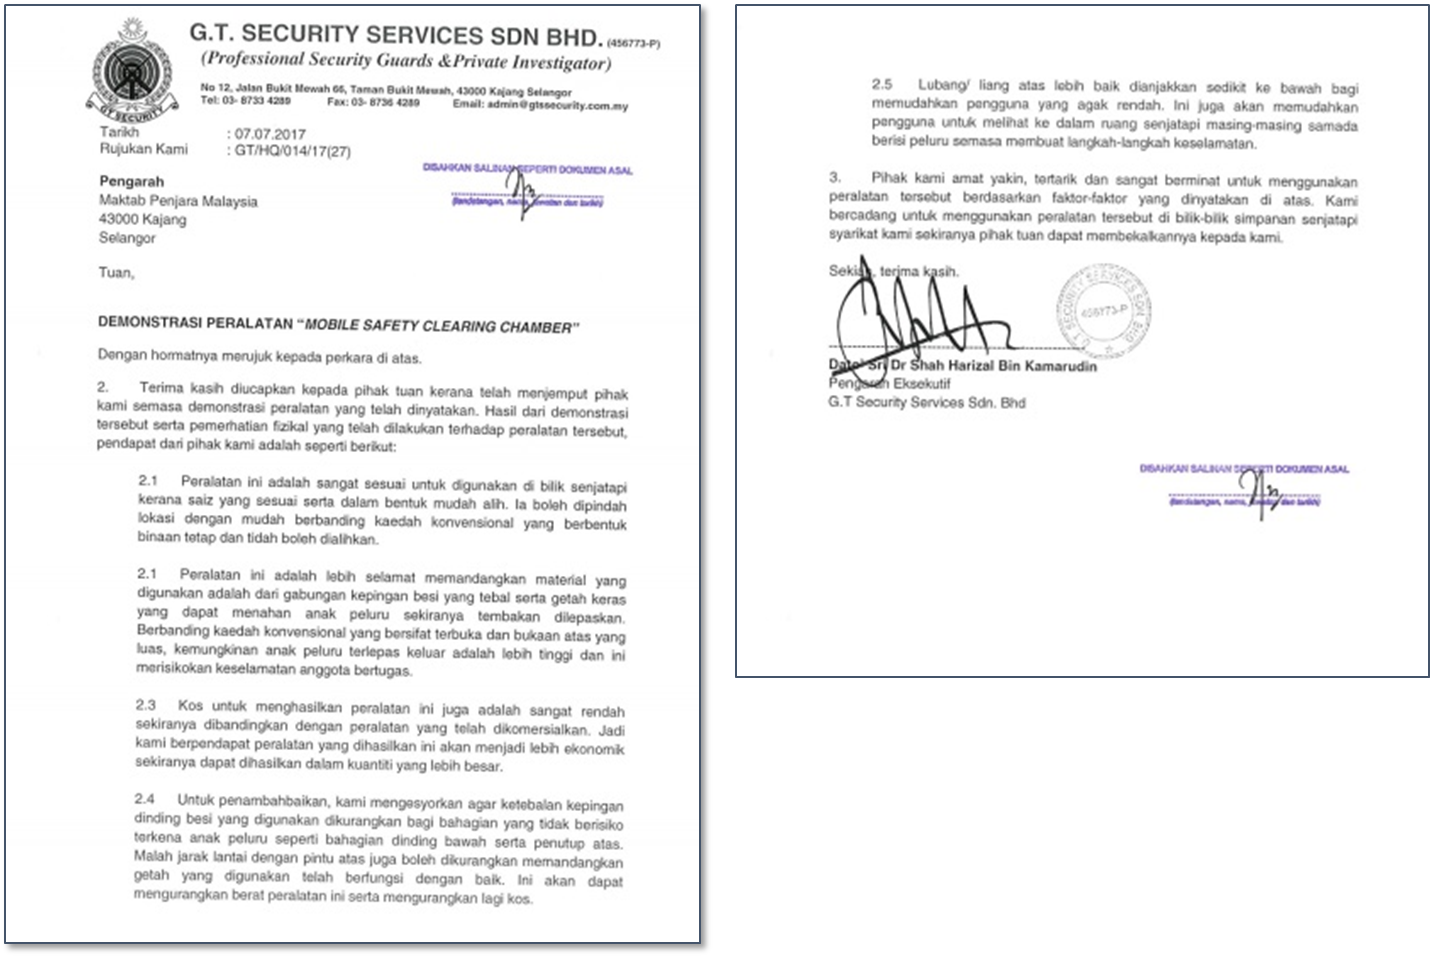 G.T. SECURITY SERVICES SDN BHD. (456773-P)
(Professional Security Guards &Private Investigator)
No 12, Jalan Bukit Mewah 66, Taman Bukit Mewah, 43000 Kajang Selangor
Tel: 03- 8733 4289 Fax: 03- 8736 4289 Email: admin@gtssecurity.com.my
GT SECURITY
Tarikh : 07.07.2017
Rujukan Kami : GT/HQ/014/17(27)
DISAHKAN SALINAN SEPERTI DOKUMEN ASAL
(tandatangan, nama, jawatan dan tarikh)
Pengarah
Maktab Penjara Malaysia
43000 Kajang
Selangor
Tuan,
DEMONSTRASI PERALATAN “MOBILE SAFETY CLEARING CHAMBER”
Dengan hormatnya merujuk kepada perkara di atas.
2. Terima kasih diucapkan kepada pihak tuan kerana telah menjemput pihak
kami semasa demonstrasi peralatan yang telah dinyatakan. Hasil dari demonstrasi
tersebut serta pemerhatian fizikal yang telah dilakukan terhadap peralatan tersebut,
pendapat dari pihak kami adalah seperti berikut:
2.1 Peralatan ini adalah sangat sesuai untuk digunakan di bilik senjatapi
kerana saiz yang sesuai serta dalam bentuk mudah alih. Ia boleh dipindah
lokasi dengan mudah berbanding kaedah konvensional yang berbentuk
binaan tetap dan tidah boleh dialihkan.
2.1 Peralatan ini adalah lebih selamat memandangkan material yang
digunakan adalah dari gabungan kepingan besi yang tebal serta getah keras
yang dapat menahan anak peluru sekiranya tembakan dilepaskan.
Berbanding kaedah konvensional yang bersifat terbuka dan bukaan atas yang
luas, kemungkinan anak peluru terlepas keluar adalah lebih tinggi dan ini
merisikokan keselamatan anggota bertugas.
2.3 Kos untuk menghasilkan peralatan ini juga adalah sangat rendah
sekiranya dibandingkan dengan peralatan yang telah dikomersialkan. Jadi
kami berpendapat peralatan yang dihasilkan ini akan menjadi lebih ekonomik
sekiranya dapat dihasilkan dalam kuantiti yang lebih besar.
2.4 Untuk penambahbaikan, kami mengesyorkan agar ketebalan kepingan
dinding besi yang digunakan dikurangkan bagi bahagian yang tidak berisiko
terkena anak peluru seperti bahagian dinding bawah serta penutup atas.
Malah jarak lantai dengan pintu atas juga boleh dikurangkan memandangkan
getah yang digunakan telah berfungsi dengan baik. Ini akan dapat
mengurangkan berat peralatan ini serta mengurangkan lagi kos.
2.5 Lubang/ liang atas lebih baik dianjakkan sedikit ke bawah bagi
memudahkan pengguna yang agak rendah. Ini juga akan memudahkan
pengguna untuk melihat ke dalam ruang senjatapi masing-masing samada
berisi peluru semasa membuat langkah-langkah keselamatan.
3. Pihak kami amat yakin, tertarik dan sangat berminat untuk menggunakan
peralatan tersebut berdasarkan faktor-faktor yang dinyatakan di atas. Kami
bercadang untuk menggunakan peralatan tersebut di bilik-bilik simpanan senjatapi
syarikat kami sekiranya pihak tuan dapat membekalkannya kepada kami.
Sekian, terima kasih.
G.T SECURITY SERVICES SDN. BHD
456773-P
Dato' Sri Dr Shah Harizal Bin Kamarudin
Pengarah Eksekutif
G.T Security Services Sdn. Bhd
DISAHKAN SALINAN SEPERTI DOKUMEN ASAL
(tandatangan, nama, jawatan dan tarikh)